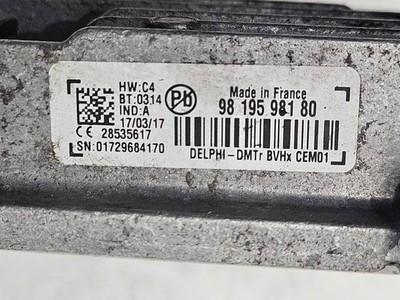 HW:C4
BT:0314
IND:A
17/03/17
28535617
SN:01729684170
Pb
Made in France
98 195 981 80
DELPHI-DMTr BVHx CEM01